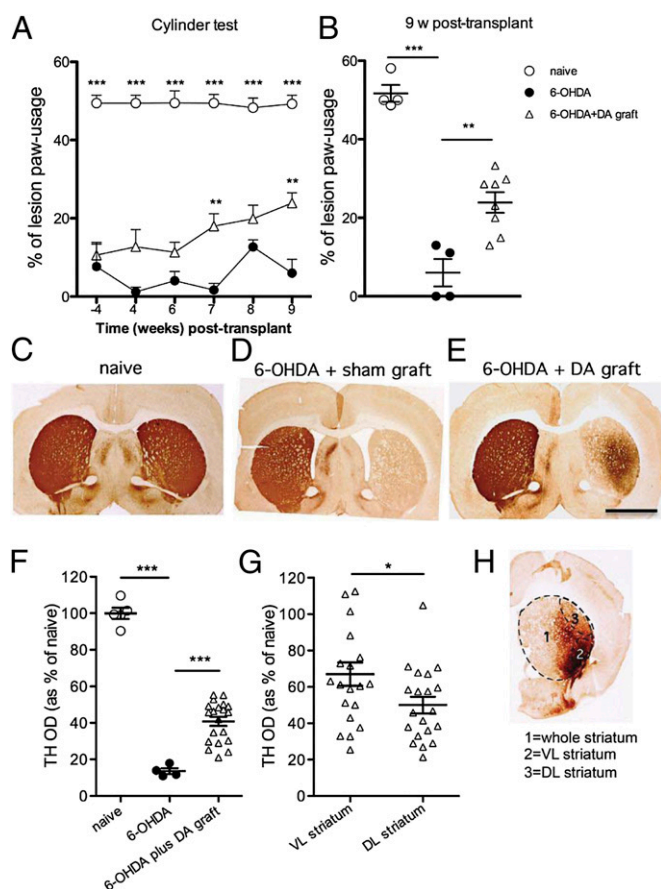 A
Cylinder test
% of lesion paw-usage
60
40
20
0
***
***
***
***
***
***
**
**
-4 4 6 7 8 9
Time (weeks) post-transplant
B
9 w post-transplant
% of lesion paw-usage
60
40
20
0
***
**
naive
6-OHDA
6-OHDA+DA graft
C
naive
D
6-OHDA + sham graft
E
6-OHDA + DA graft
F
TH OD (as % of naive)
120
100
80
60
40
20
0
***
***
naive
6-OHDA
6-OHDA plus DA graft
G
TH OD (as % of naive)
120
100
80
60
40
20
0
*
VL striatum
DL striatum
H
3
1
2
1=whole striatum
2=VL striatum
3=DL striatum